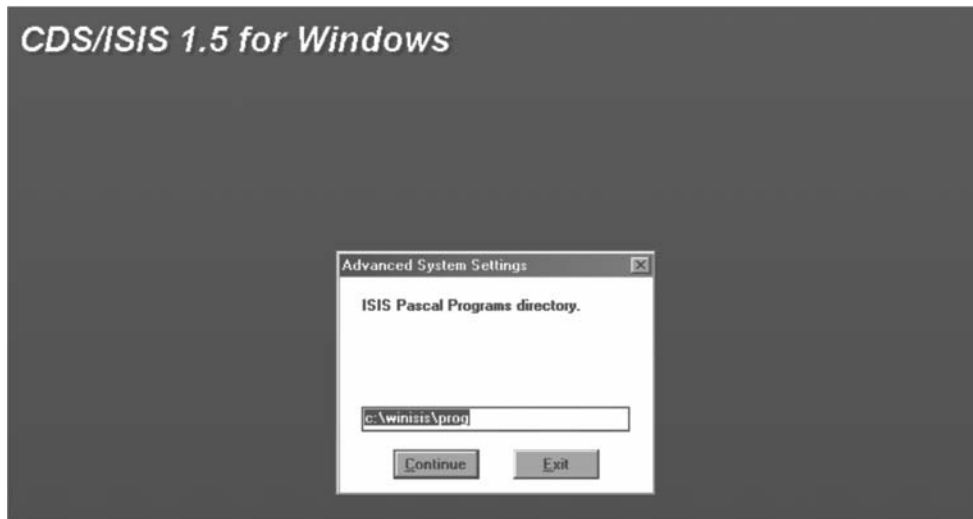 CDS/ISIS 1.5 for Windows
Advanced System Settings
ISIS Pascal Programs directory.
c:\winisis\prog
Continue
Exit